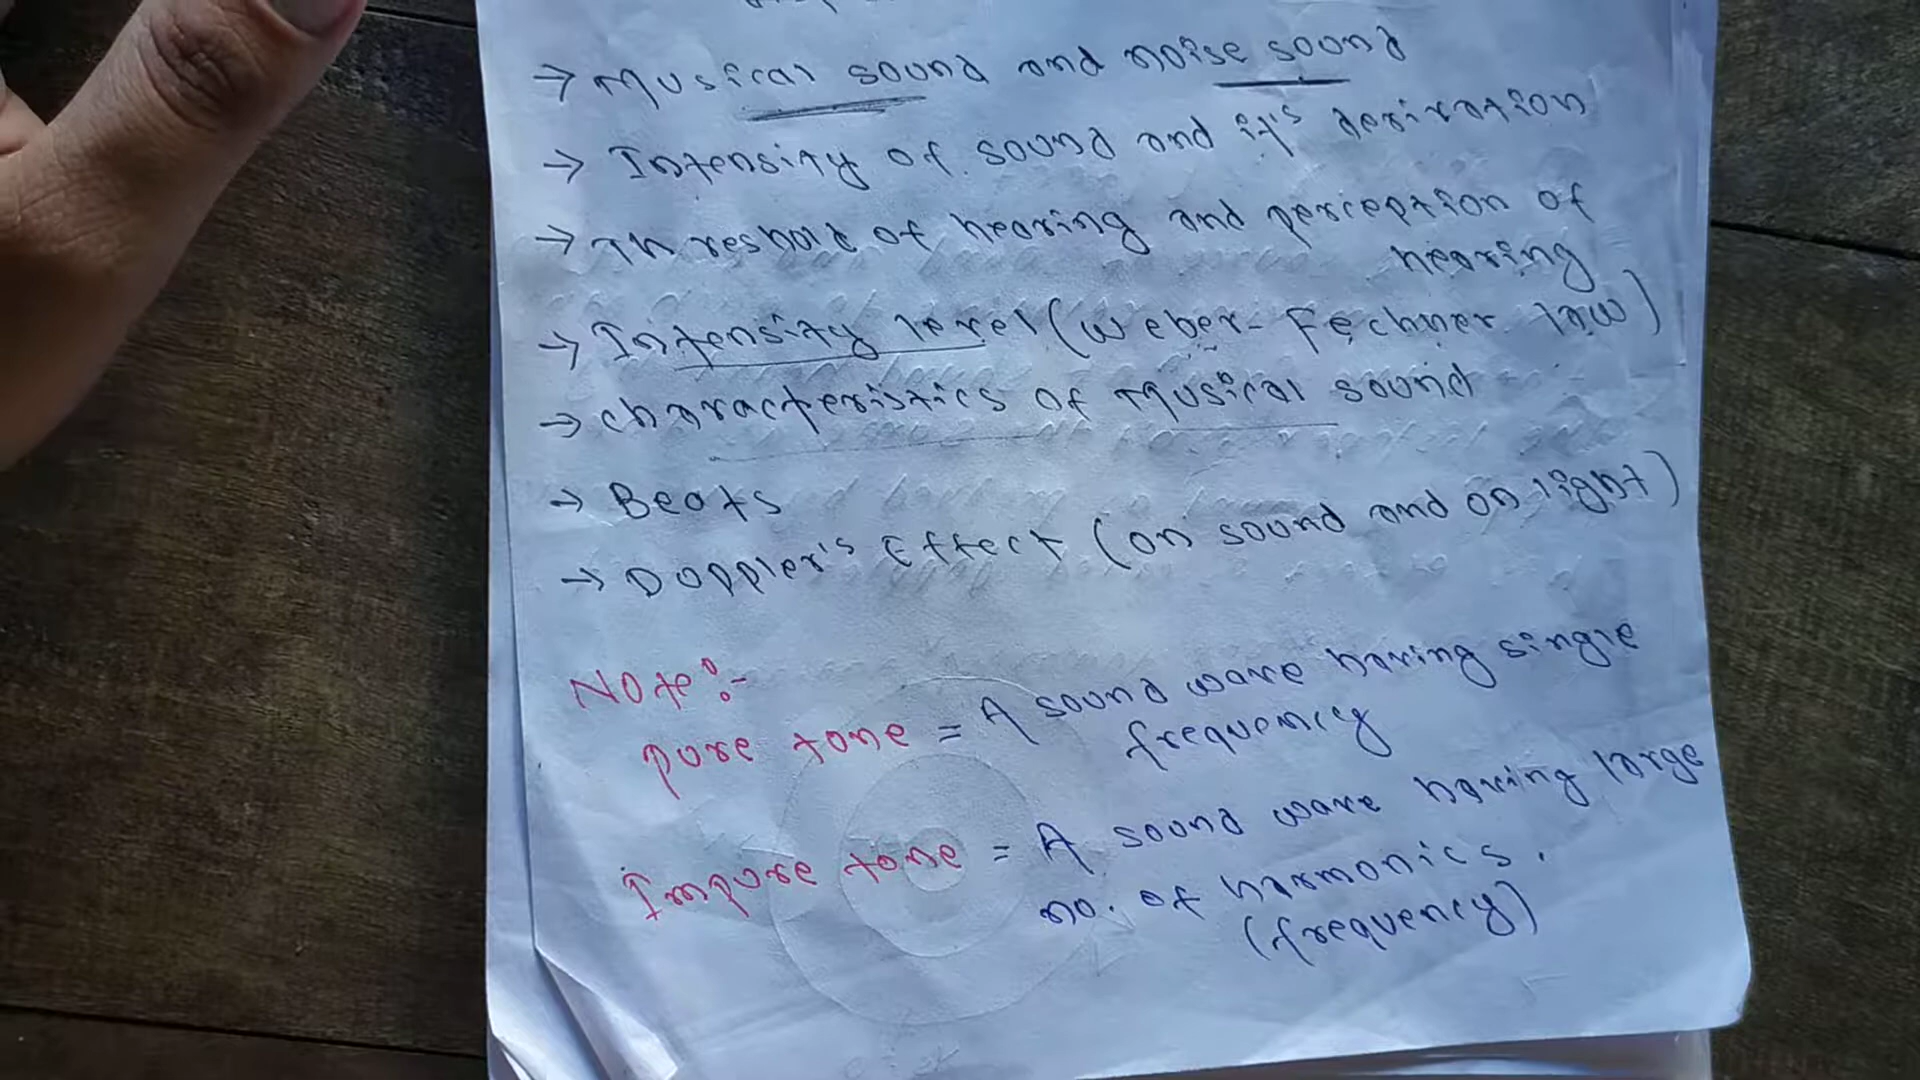 → Musical sound and noise sound
→ Intensity of sound and it's derivation
→ Threshold of hearing and perception of
hearing
→ Intensity level (Weber-Fechner law)
→ characteristics of Musical sound
→ Beats
→ Doppler's Effect (on sound and on light)
Note:-
pure tone = A sound wave having single
frequency
Impure tone = A sound wave having large
no. of harmonics.
(frequency)